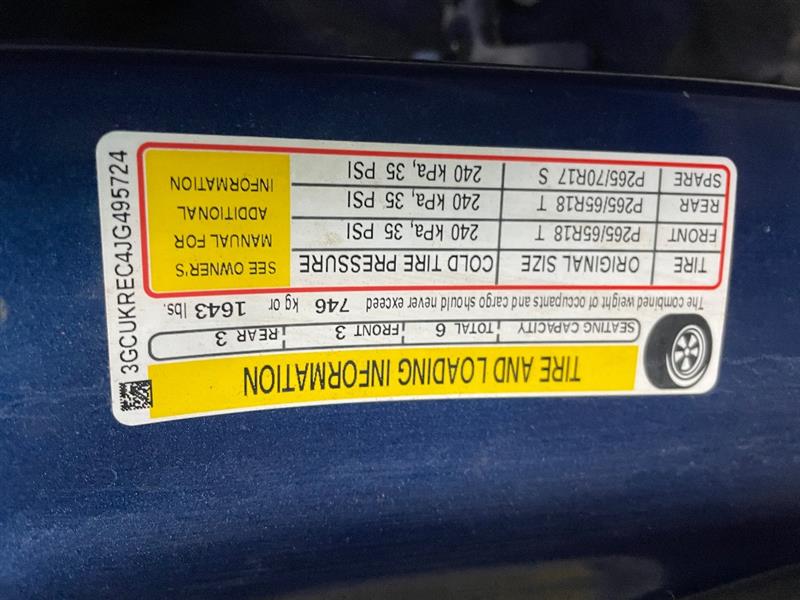 TIRE AND LOADING INFORMATION
SEATING CAPACITY TOTAL 6 FRONT 3 REAR 3
The combined weight of occupants and cargo should never exceed 746 kg or 1643 lbs.
TIRE ORIGINAL SIZE COLD TIRE PRESSURE
FRONT P265/65R18 T 240 kPa, 35 PSI
REAR P265/65R18 T 240 kPa, 35 PSI
SPARE P265/70R17 S 240 kPa, 35 PSI
SEE OWNER'S
MANUAL FOR
ADDITIONAL
INFORMATION
3GCUKREC4JG495724